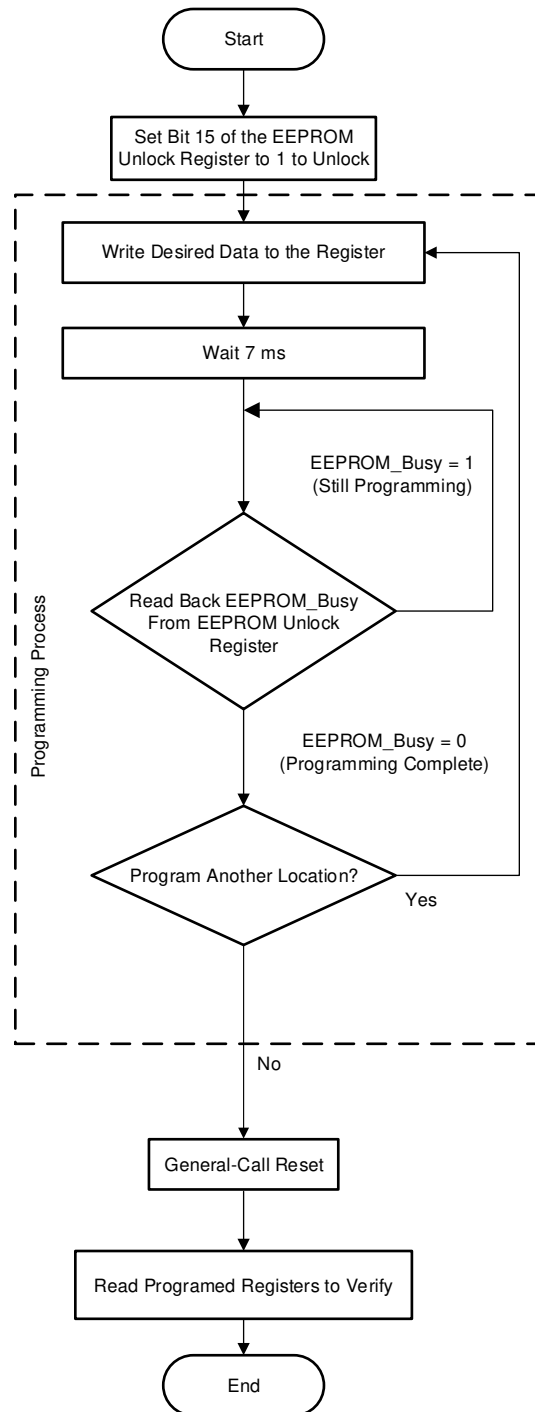 Start
Set Bit 15 of the EEPROM
Unlock Register to 1 to Unlock
Write Desired Data to the Register
Wait 7 ms
EEPROM_Busy = 1
(Still Programming)
Read Back EEPROM_Busy
From EEPROM Unlock
Register
Programming Process
EEPROM_Busy = 0
(Programming Complete)
Program Another Location?
Yes
No
General-Call Reset
Read Programed Registers to Verify
End